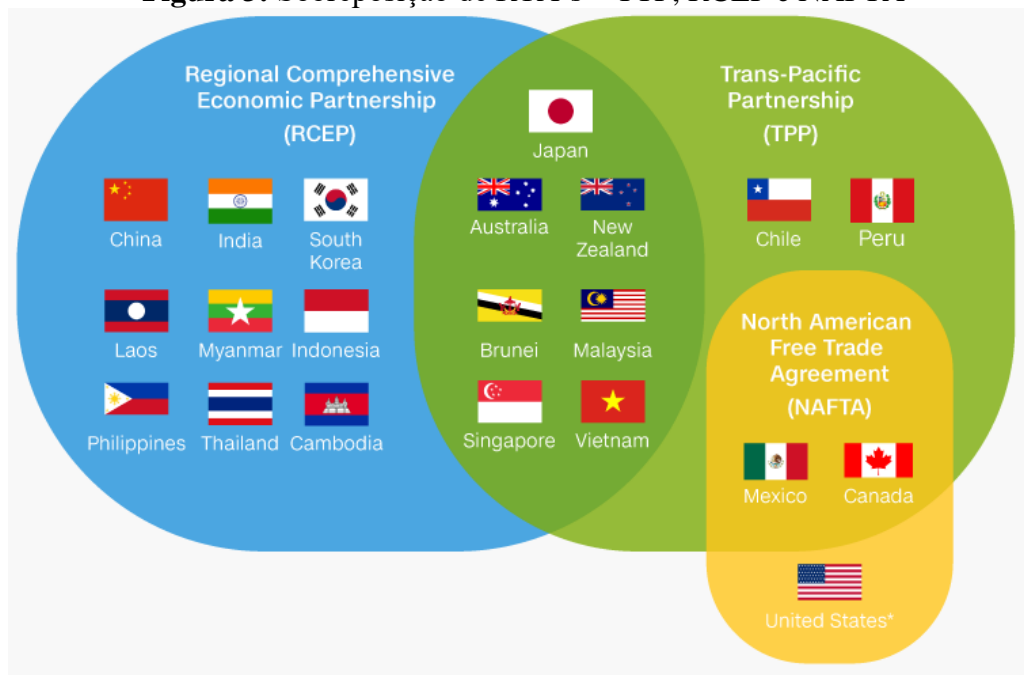 Regional Comprehensive
Economic Partnership
(RCEP)
Trans-Pacific
Partnership
(TPP)
Japan
China
India
South
Korea
Australia
New
Zealand
Chile
Peru
Laos
Myanmar
Indonesia
Brunei
Malaysia
North American
Free Trade
Agreement
(NAFTA)
Philippines
Thailand
Cambodia
Singapore
Vietnam
Mexico
Canada
United States*